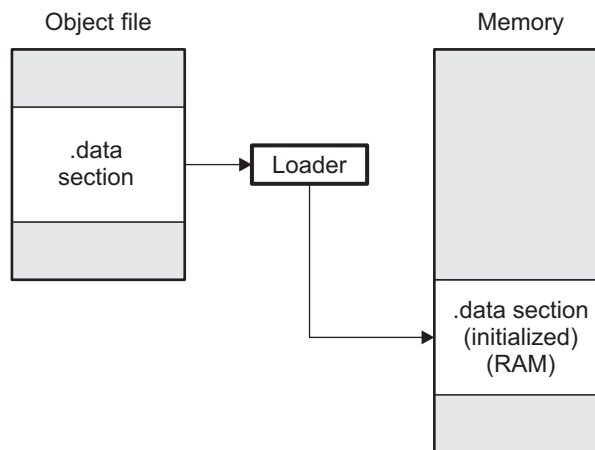 Object file
Memory
.data
section
Loader
.data section
(initialized)
(RAM)